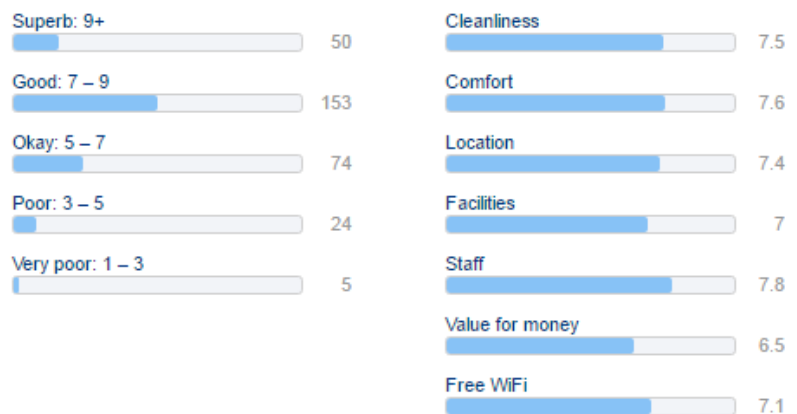 Superb: 9+
50
Good: 7 – 9
153
Okay: 5 – 7
74
Poor: 3 – 5
24
Very poor: 1 – 3
5
Cleanliness
7.5
Comfort
7.6
Location
7.4
Facilities
7
Staff
7.8
Value for money
6.5
Free WiFi
7.1